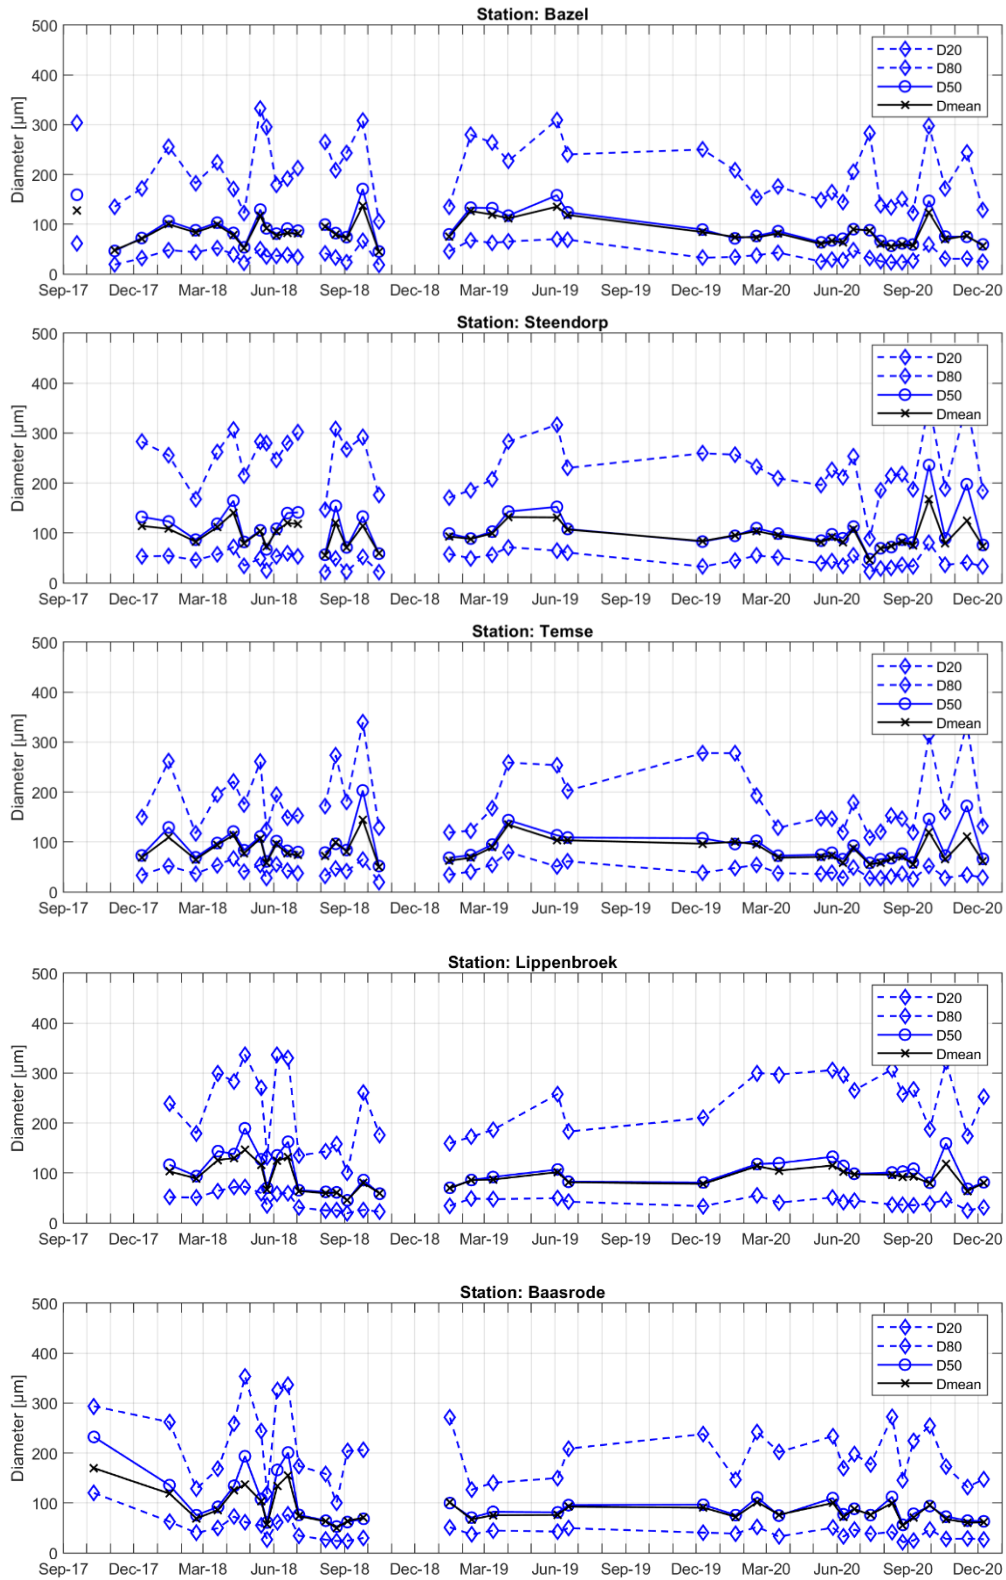 Station: Bazel
500
400
300
200
100
0
Diameter [µm]
Sep-17 Dec-17 Mar-18 Jun-18 Sep-18 Dec-18 Mar-19 Jun-19 Sep-19 Dec-19 Mar-20 Jun-20 Sep-20 Dec-20
D20
D80
D50
Dmean
Station: Steendorp
500
400
300
200
100
0
Diameter [µm]
Sep-17 Dec-17 Mar-18 Jun-18 Sep-18 Dec-18 Mar-19 Jun-19 Sep-19 Dec-19 Mar-20 Jun-20 Sep-20 Dec-20
D20
D80
D50
Dmean
Station: Temse
500
400
300
200
100
0
Diameter [µm]
Sep-17 Dec-17 Mar-18 Jun-18 Sep-18 Dec-18 Mar-19 Jun-19 Sep-19 Dec-19 Mar-20 Jun-20 Sep-20 Dec-20
D20
D80
D50
Dmean
Station: Lippenbroek
500
400
300
200
100
0
Diameter [µm]
Sep-17 Dec-17 Mar-18 Jun-18 Sep-18 Dec-18 Mar-19 Jun-19 Sep-19 Dec-19 Mar-20 Jun-20 Sep-20 Dec-20
D20
D80
D50
Dmean
Station: Baasrode
500
400
300
200
100
0
Diameter [µm]
Sep-17 Dec-17 Mar-18 Jun-18 Sep-18 Dec-18 Mar-19 Jun-19 Sep-19 Dec-19 Mar-20 Jun-20 Sep-20 Dec-20
D20
D80
D50
Dmean